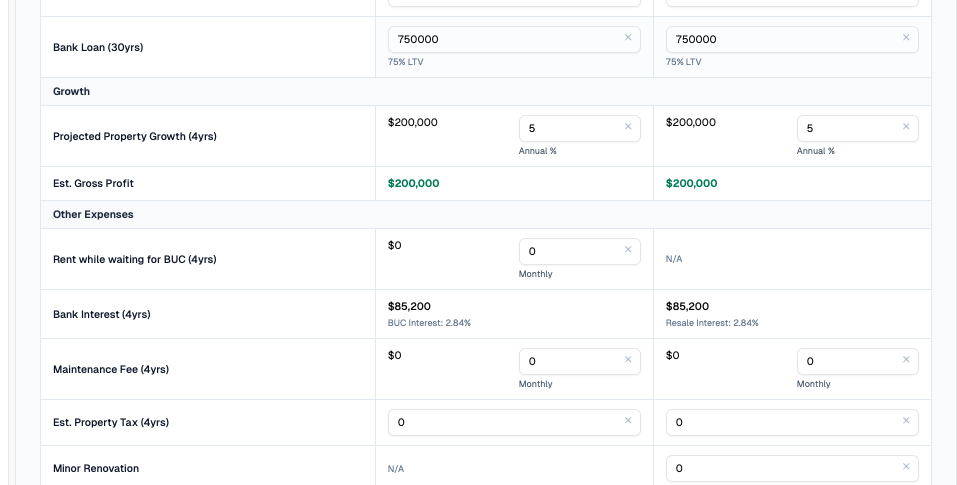 Bank Loan (30yrs)
750000 ×
75% LTV
750000 ×
75% LTV
Growth
Projected Property Growth (4yrs)
$200,000
5 ×
Annual %
$200,000
5 ×
Annual %
Est. Gross Profit
$200,000
$200,000
Other Expenses
Rent while waiting for BUC (4yrs)
$0
0 ×
Monthly
N/A
Bank Interest (4yrs)
$85,200
BUC Interest: 2.84%
$85,200
Resale Interest: 2.84%
Maintenance Fee (4yrs)
$0
0 ×
Monthly
$0
0 ×
Monthly
Est. Property Tax (4yrs)
0 ×
0 ×
Minor Renovation
N/A
0 ×